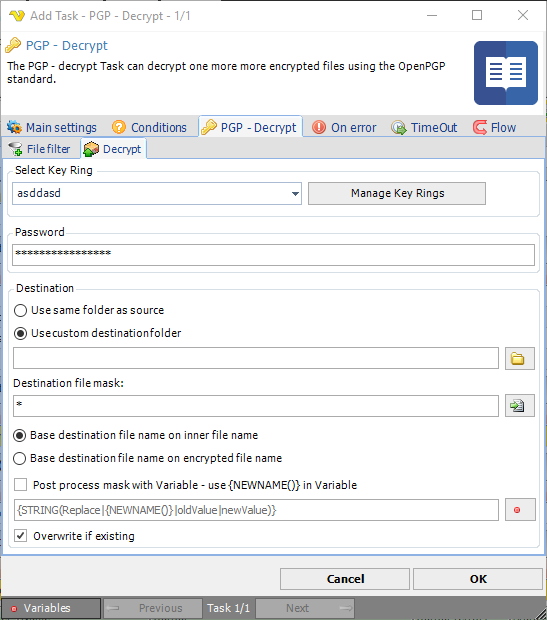 Add Task - PGP - Decrypt - 1/1
PGP - Decrypt
The PGP - decrypt Task can decrypt one more more encrypted files using the OpenPGP
standard.
Main settings Conditions PGP - Decrypt On error TimeOut Flow
File filter Decrypt
Select Key Ring
asddasd Manage Key Rings
Password
****************
Destination
Use same folder as source
Use custom destination folder
Destination file mask:
*
Base destination file name on inner file name
Base destination file name on encrypted file name
Post process mask with Variable - use {NEWNAME()} in Variable
{STRING(Replace|{NEWNAME()}|oldValue|newValue)}
Overwrite if existing
Cancel OK
Variables Previous Task 1/1 Next